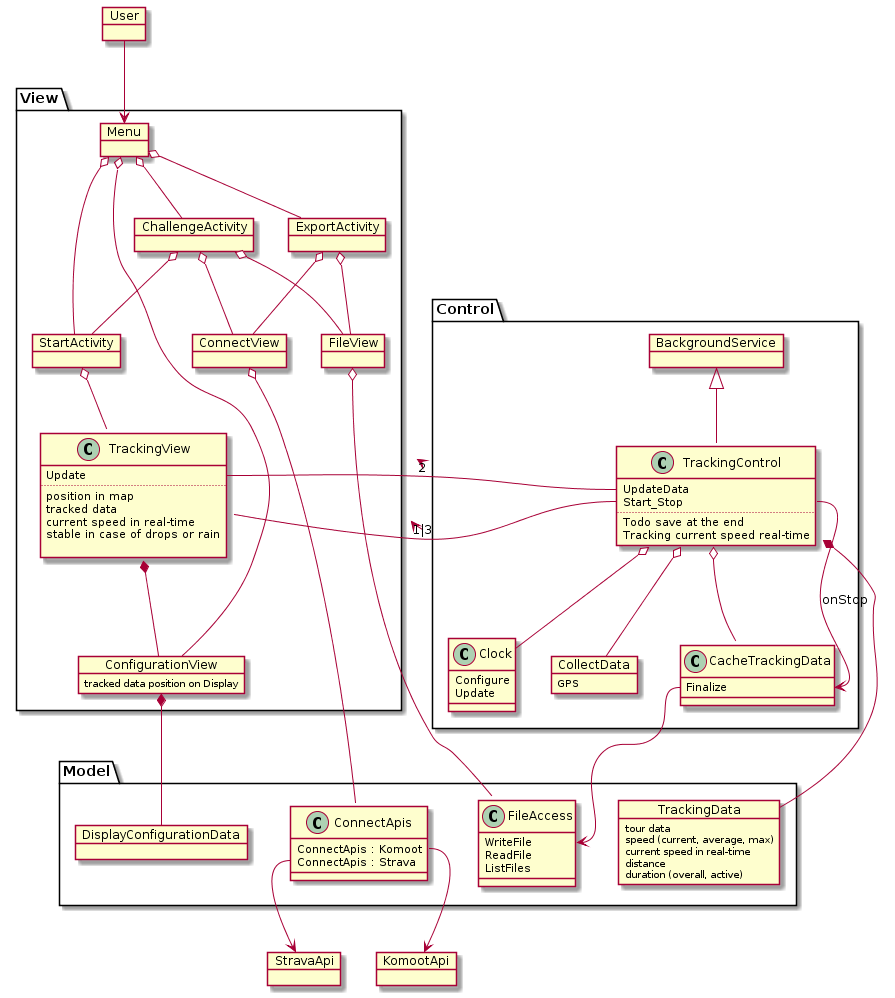 User
View
Menu
ChallengeActivity
ExportActivity
Control
StartActivity
ConnectView
FileView
BackgroundService
C TrackingView
Update
position in map
tracked data
current speed in real-time
stable in case of drops or rain
2
1|3
C TrackingControl
UpdateData
Start_Stop
Todo save at the end
Tracking current speed real-time
onStop
ConfigurationView
tracked data position on Display
C Clock
Configure
Update
CollectData
GPS
C CacheTrackingData
Finalize
Model
DisplayConfigurationData
C ConnectApis
ConnectApis : Komoot
ConnectApis : Strava
C FileAccess
WriteFile
ReadFile
ListFiles
TrackingData
tour data
speed (current, average, max)
current speed in real-time
distance
duration (overall, active)
StravaApi
KomootApi